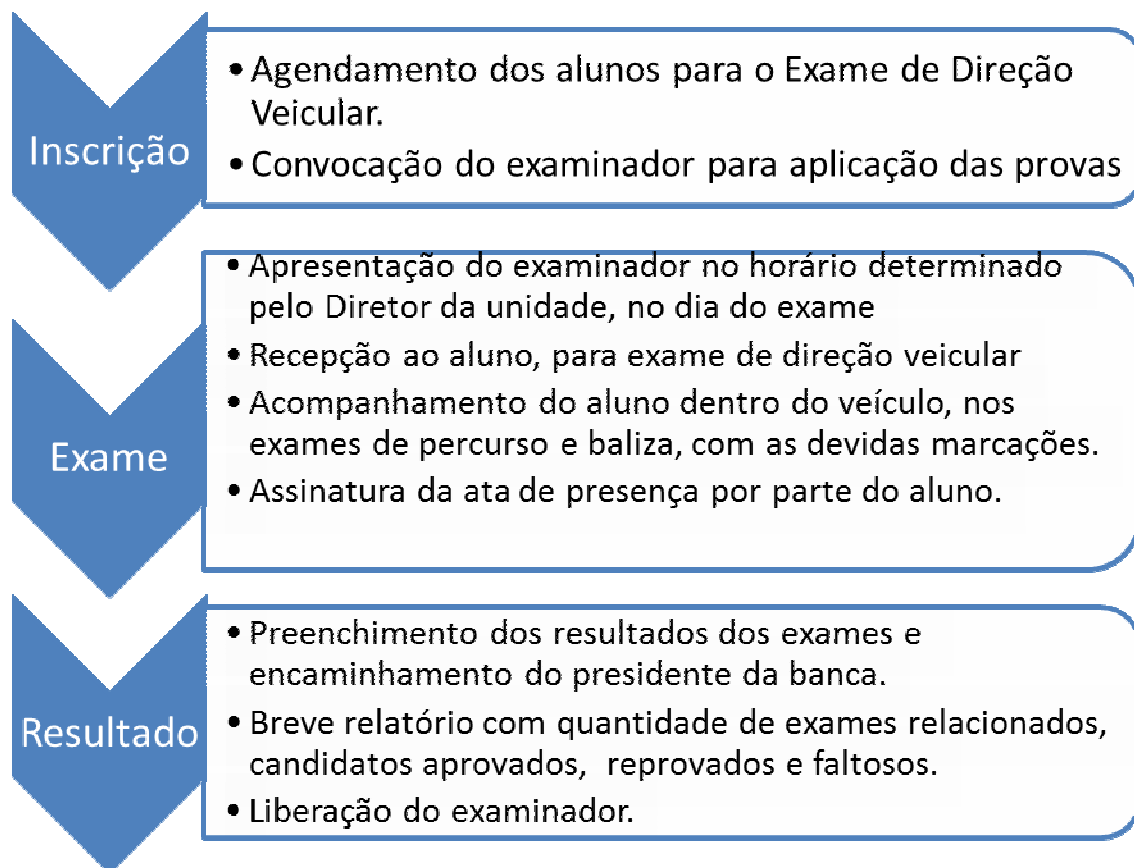 Inscrição
• Agendamento dos alunos para o Exame de Direção
Veicular.
• Convocação do examinador para aplicação das provas
Exame
• Apresentação do examinador no horário determinado
pelo Diretor da unidade, no dia do exame
• Recepção ao aluno, para exame de direção veicular
• Acompanhamento do aluno dentro do veículo, nos
exames de percurso e baliza, com as devidas marcações.
• Assinatura da ata de presença por parte do aluno.
Resultado
• Preenchimento dos resultados dos exames e
encaminhamento do presidente da banca.
• Breve relatório com quantidade de exames relacionados,
candidatos aprovados, reprovados e faltosos.
• Liberação do examinador.